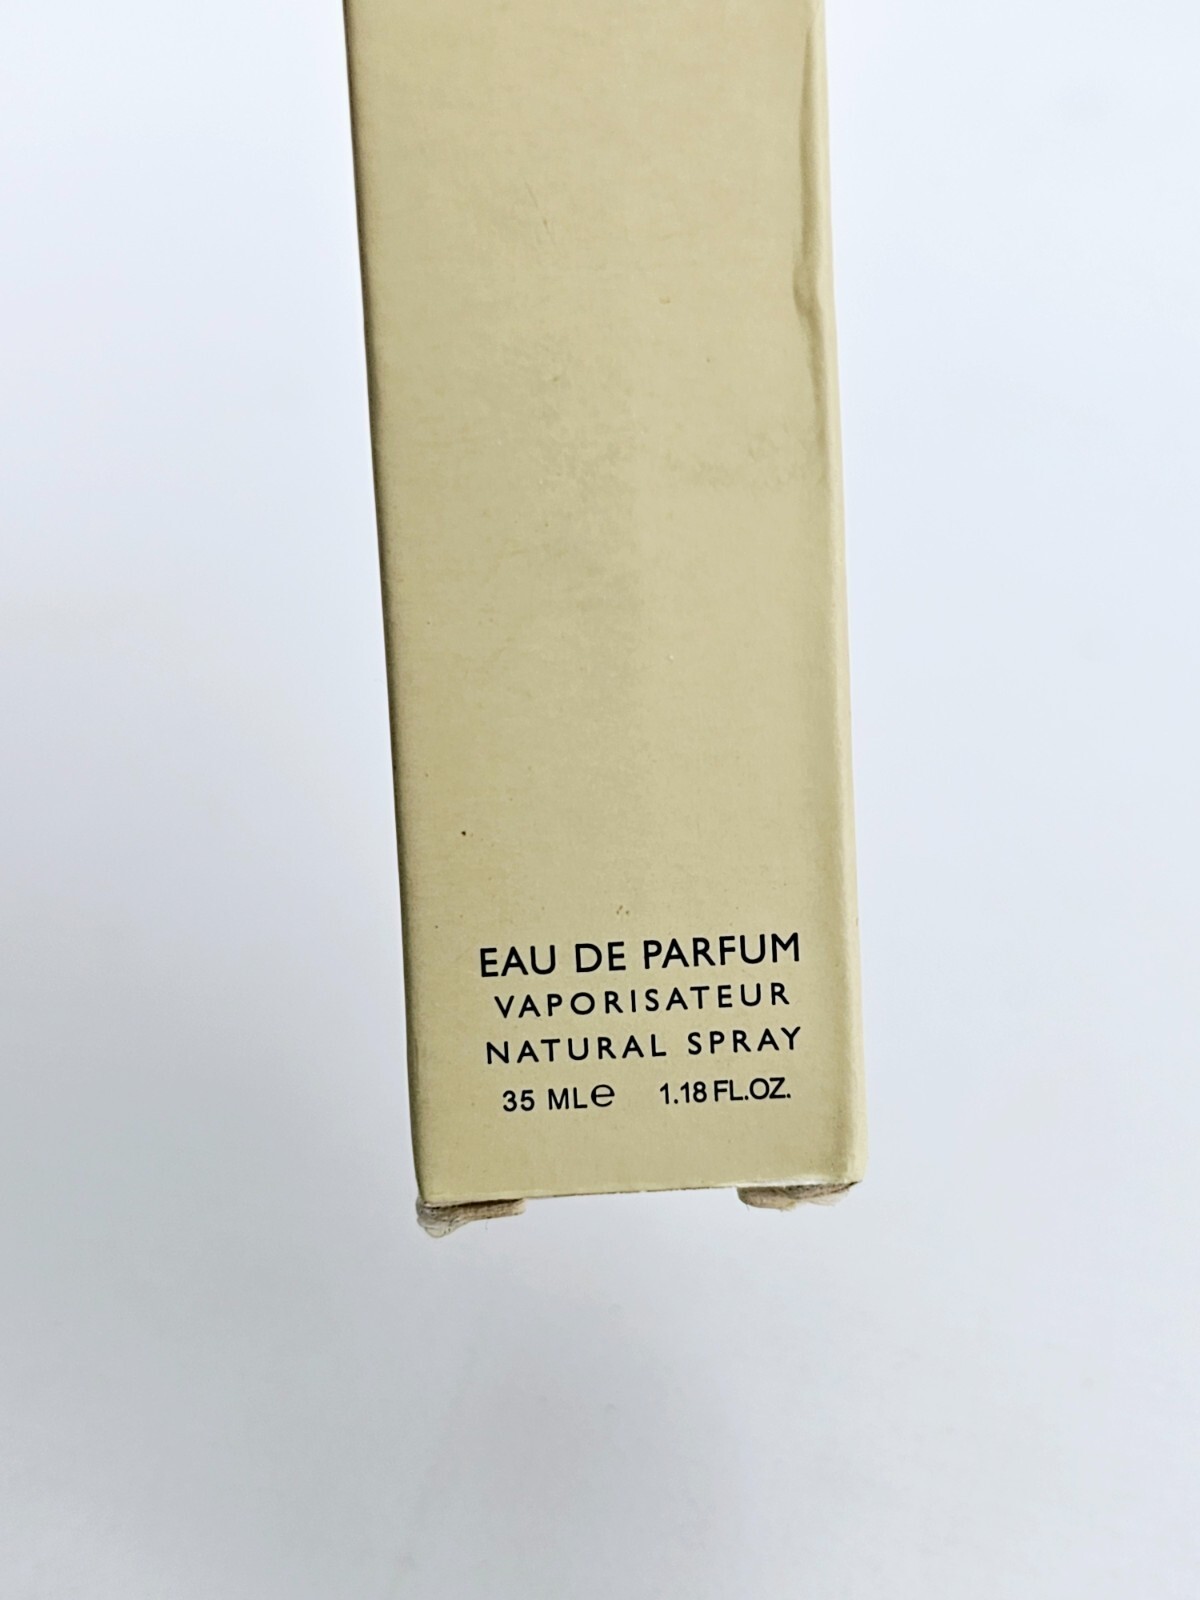 EAU DE PARFUM
VAPORISATEUR
NATURAL SPRAY
35 ML℮ 1.18 FL.OZ.